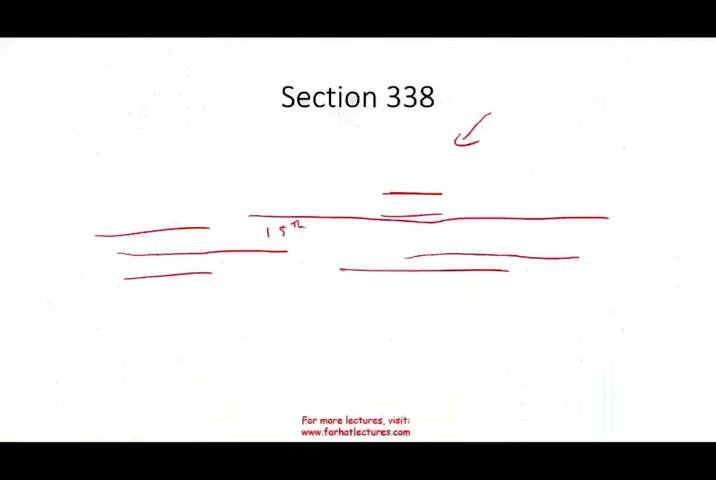 Section 338
15th
For more lectures, visit:
www.farhatlectures.com